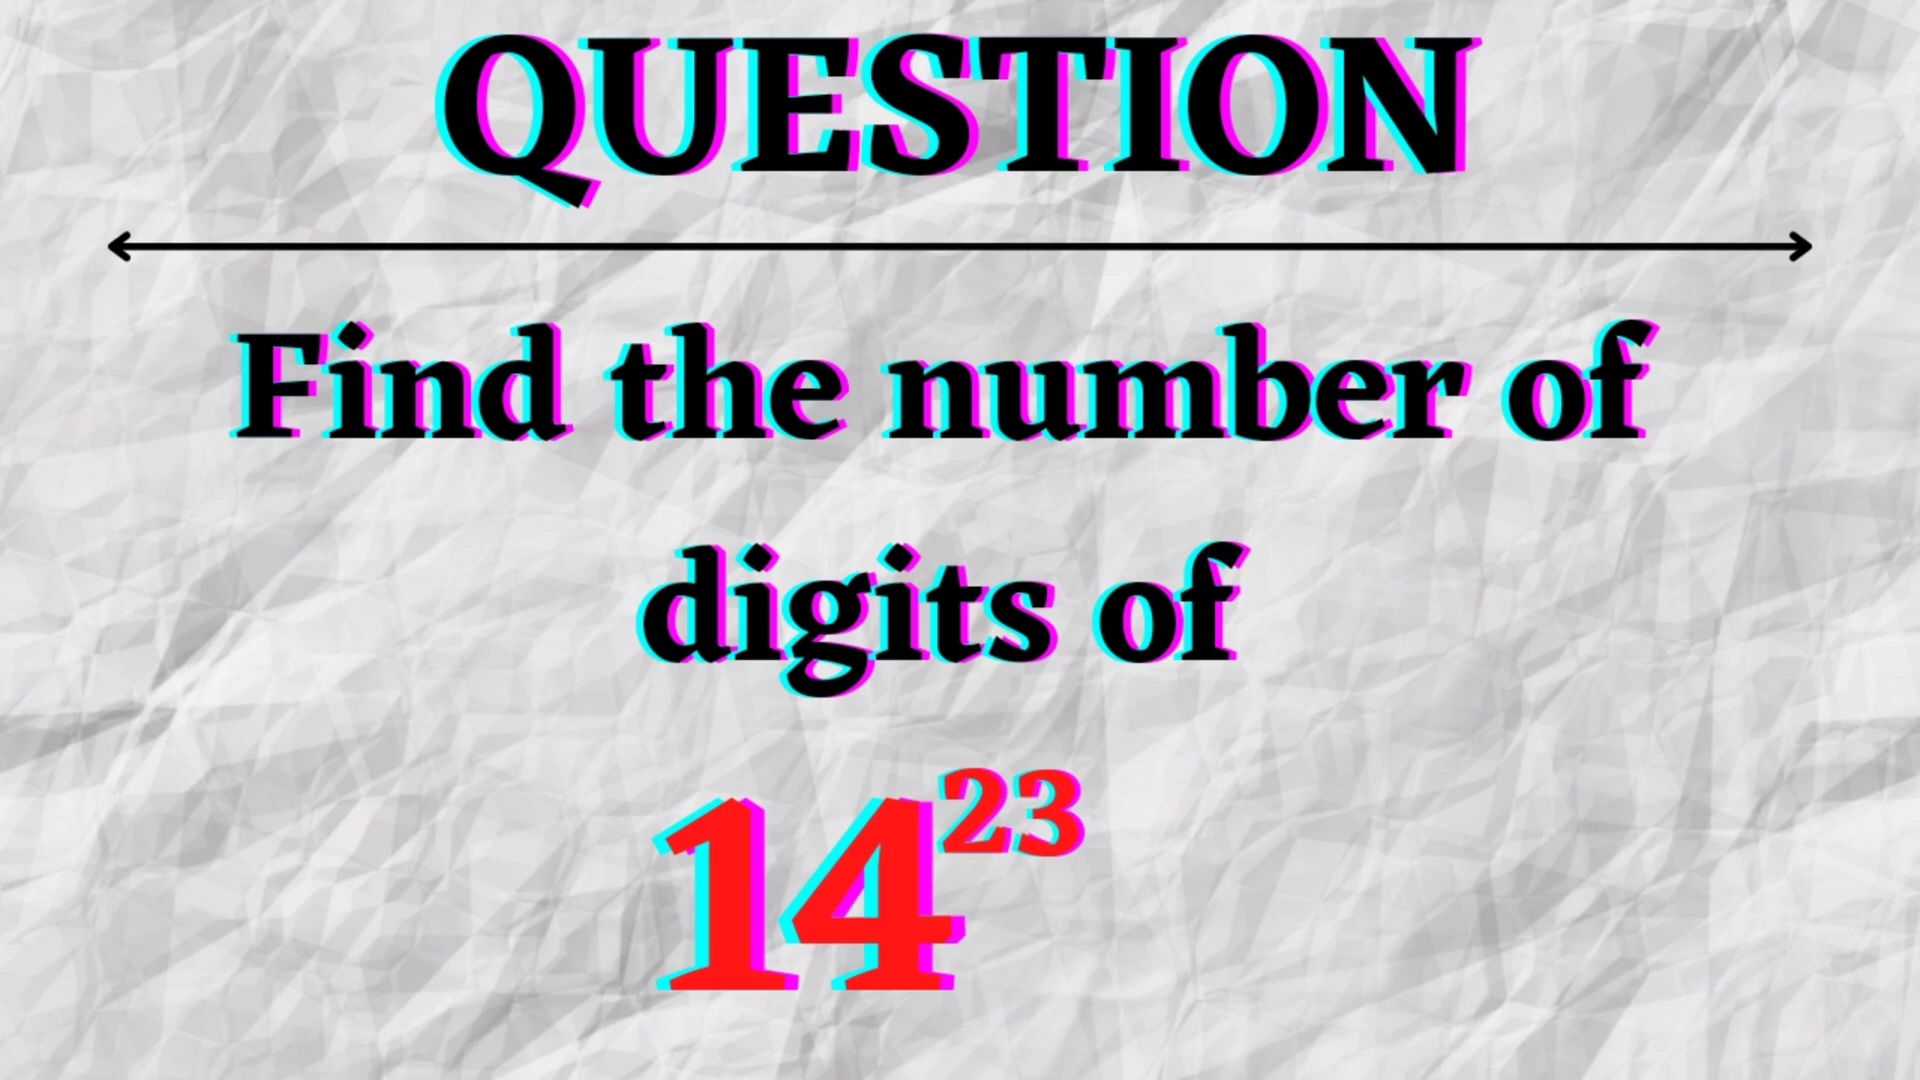 QUESTION
Find the number of
digits of
14²³